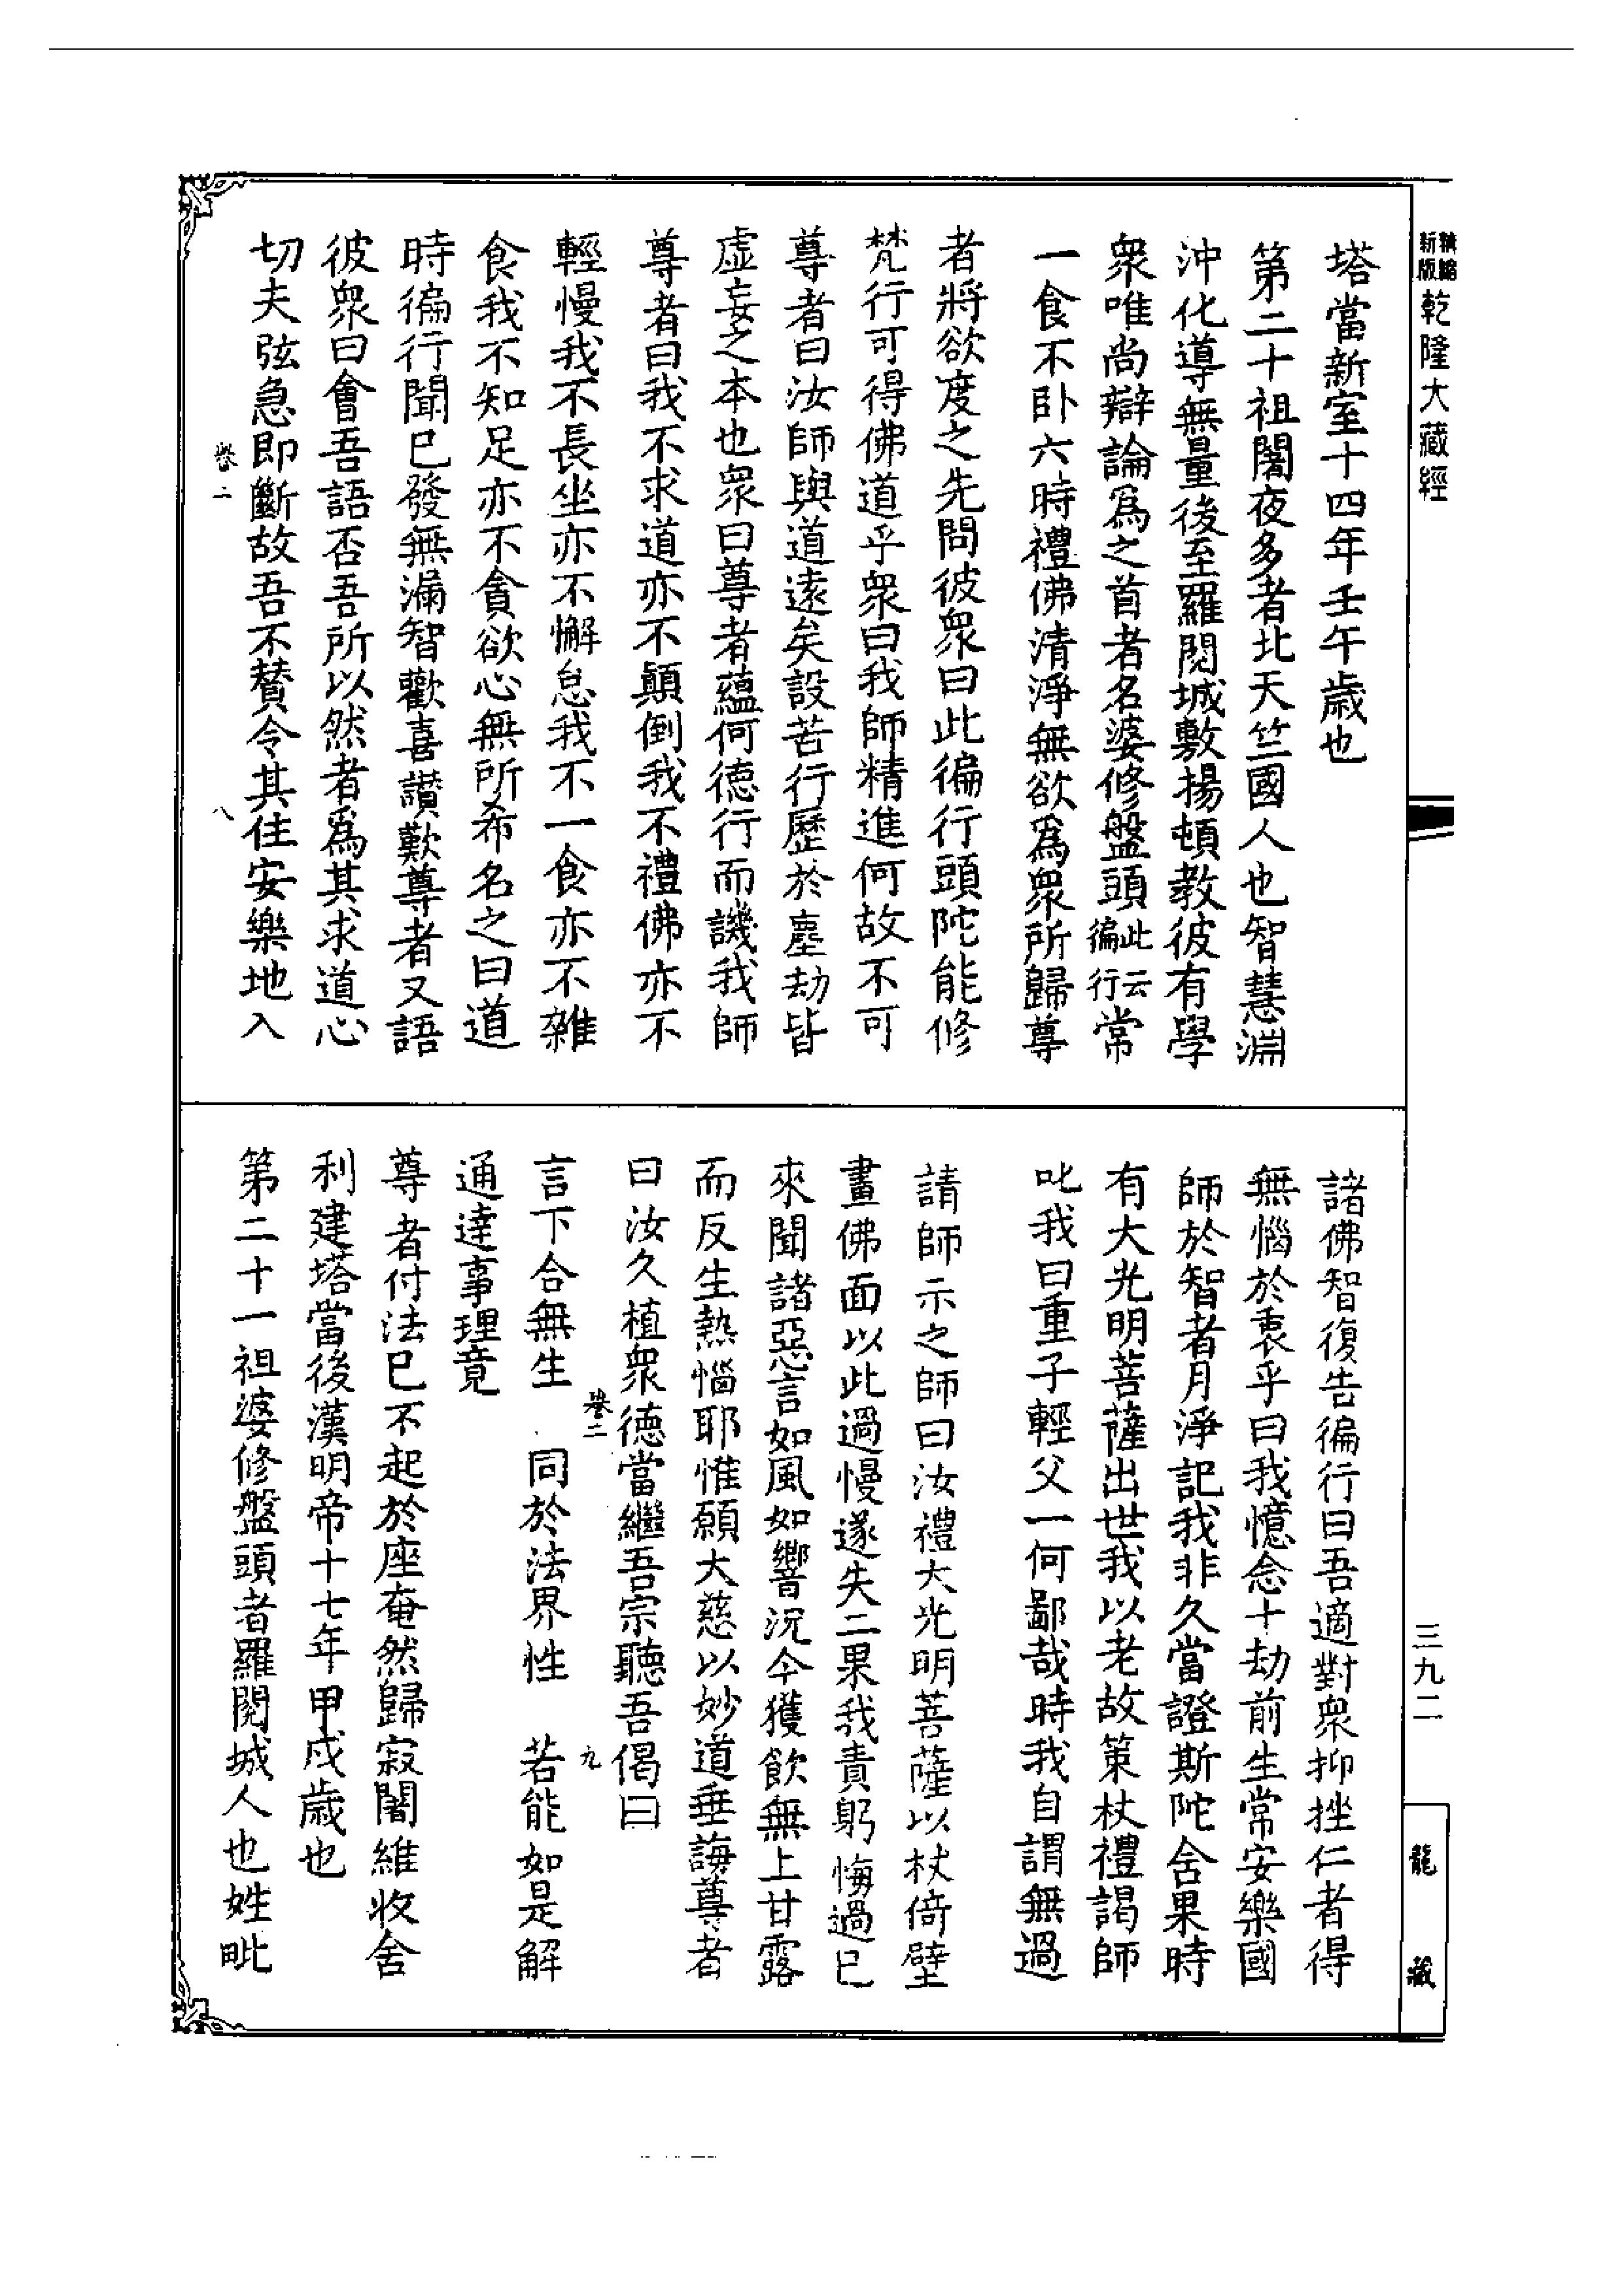 新版精縮乾隆大藏經
塔當新室十四年壬午歲也
第二十祖闍夜多者北天竺國人也智慧淵
沖化導無量後至羅閱城敷揚頓教彼有學
衆唯尚辯論爲之首者名婆修盤頭此云徧行常
一食不卧六時禮佛清淨無欲爲衆所歸尊
者將欲度之先問彼衆曰此徧行頭陀能修
梵行可得佛道乎衆曰我師精進何故不可
尊者曰汝師與道遠矣設苦行歷於塵劫皆
虛妄之本也衆曰尊者蘊何德行而譏我師
尊者曰我不求道亦不顛倒我不禮佛亦不
輕慢我不長坐亦不懈怠我不一食亦不雜
食我不知足亦不貪欲心無所希名之曰道
時徧行聞已發無漏智歡喜讚歎尊者又語
彼衆曰會吾語否吾所以然者爲其求道心
切夫弦急即斷故吾不贊令其住安樂地入
卷二 八
諸佛智復告徧行曰吾適對衆抑挫仁者得
無惱於衷乎曰我憶念十劫前生常安樂國
師於智者月淨記我非久當證斯陀含果時
有大光明菩薩出世我以老故策杖禮謁師
叱我曰重子輕父一何鄙哉時我自謂無過
請師示之師曰汝禮大光明菩薩以杖倚壁
畫佛面以此過慢遂失二果我責躬悔過已
來聞諸惡言如風如響況今獲飲無上甘露
而反生熱惱耶惟願大慈以妙道垂誨尊者
曰汝久植衆德當繼吾宗聽吾偈曰
卷二 九
言下合無生 同於法界性 若能如是解
通達事理竟
尊者付法已不起於座奄然歸寂闍維收舍
利建塔當後漢明帝十七年甲戌歲也
第二十一祖婆修盤頭者羅閱城人也姓毗
三九二
龍藏